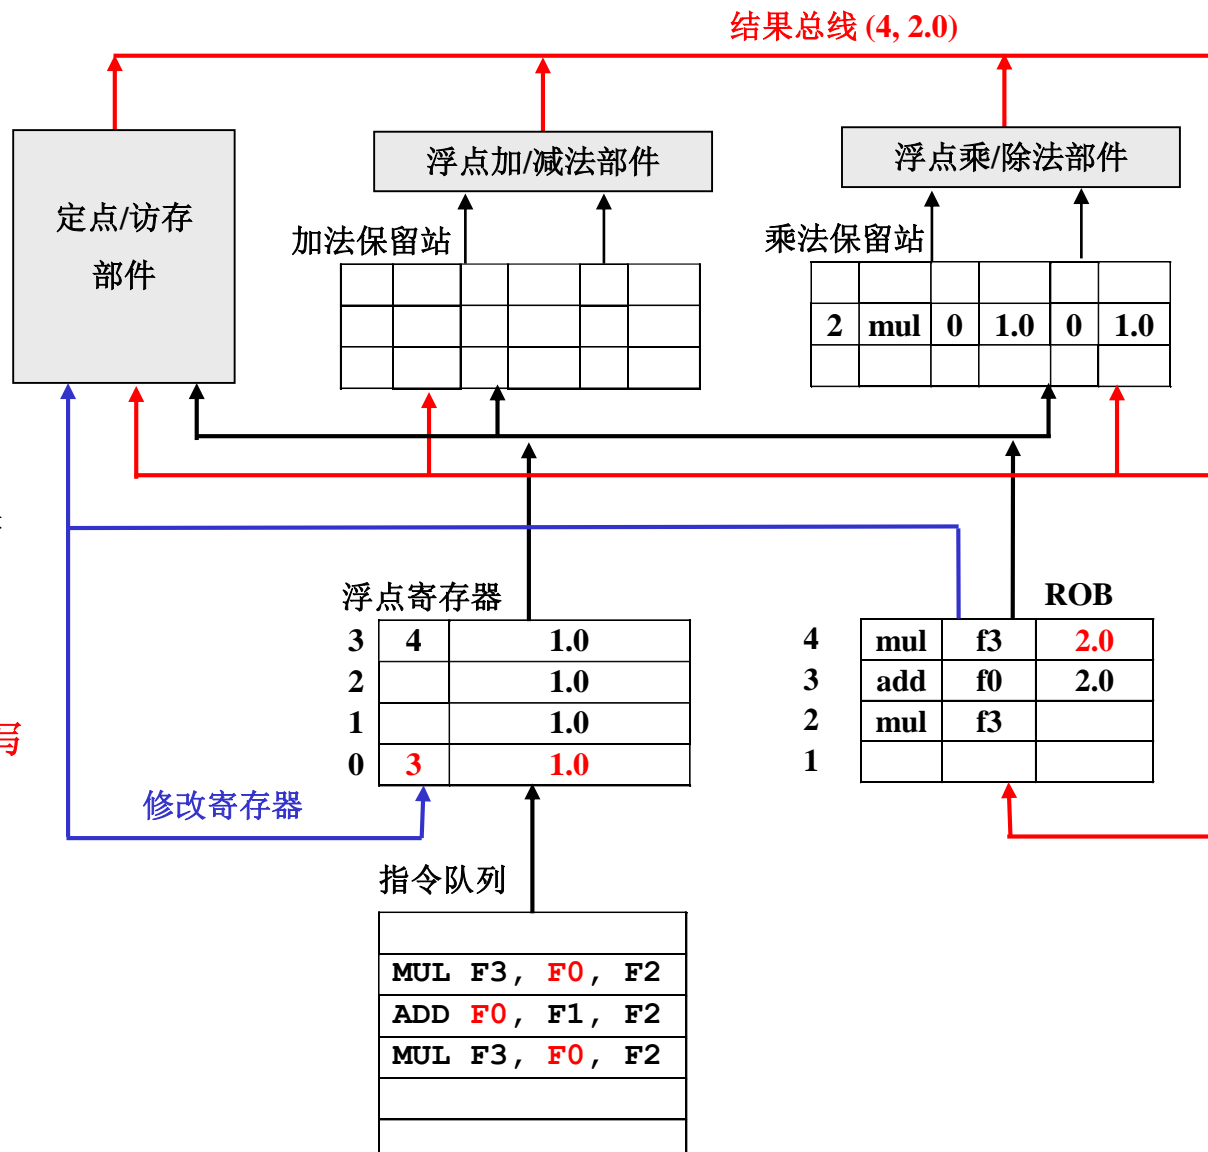 结果总线 (4, 2.0)
定点/访存
部件
浮点加/减法部件
浮点乘/除法部件
加法保留站
乘法保留站
2 mul 0 1.0 0 1.0
浮点寄存器
3 4 1.0
2 1.0
1 1.0
0 3 1.0
ROB
4 mul f3 2.0
3 add f0 2.0
2 mul f3
1
写
修改寄存器
指令队列
MUL F3, F0, F2
ADD F0, F1, F2
MUL F3, F0, F2